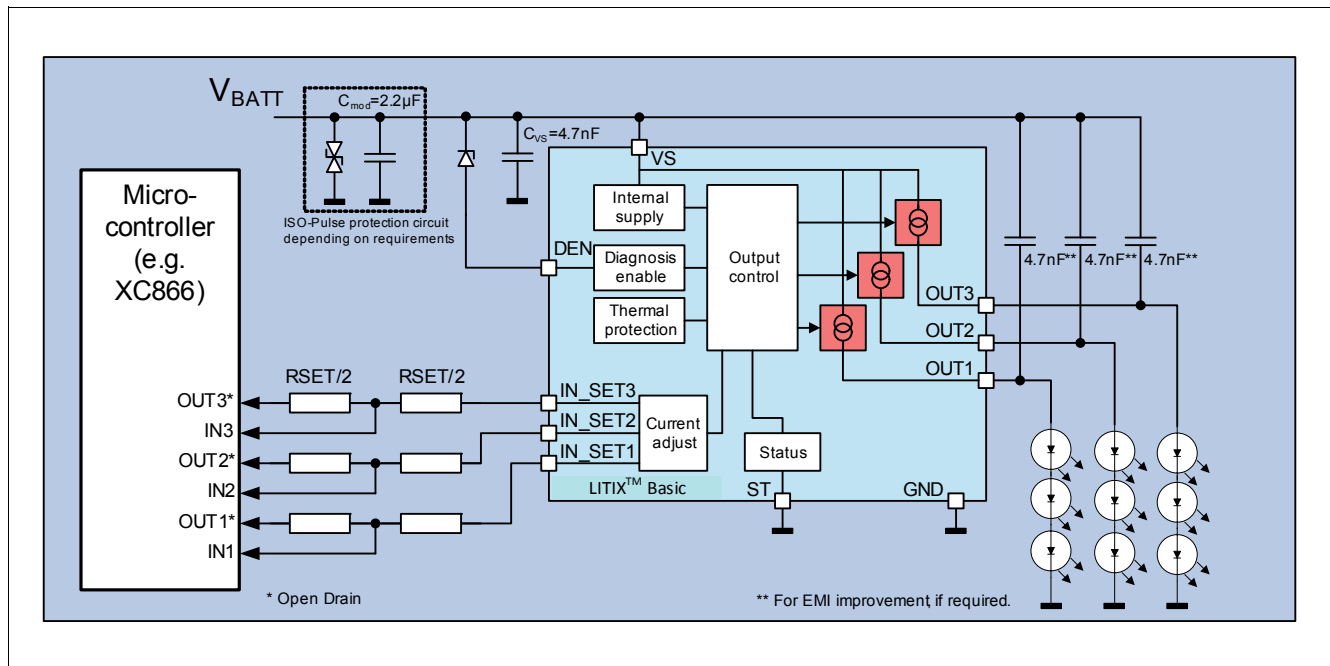 V_BATT
C_mod=2.2µF
C_VS=4.7nF
ISO-Pulse protection circuit
depending on requirements
Micro-
controller
(e.g.
XC866)
VS
Internal
supply
DEN
Diagnosis
enable
Thermal
protection
Output
control
4.7nF**
4.7nF**
4.7nF**
OUT3
OUT2
OUT1
RSET/2
RSET/2
OUT3*
IN3
OUT2*
IN2
OUT1*
IN1
IN_SET3
IN_SET2
IN_SET1
Current
adjust
Status
LITIX™ Basic
ST
GND
* Open Drain
** For EMI improvement, if required.